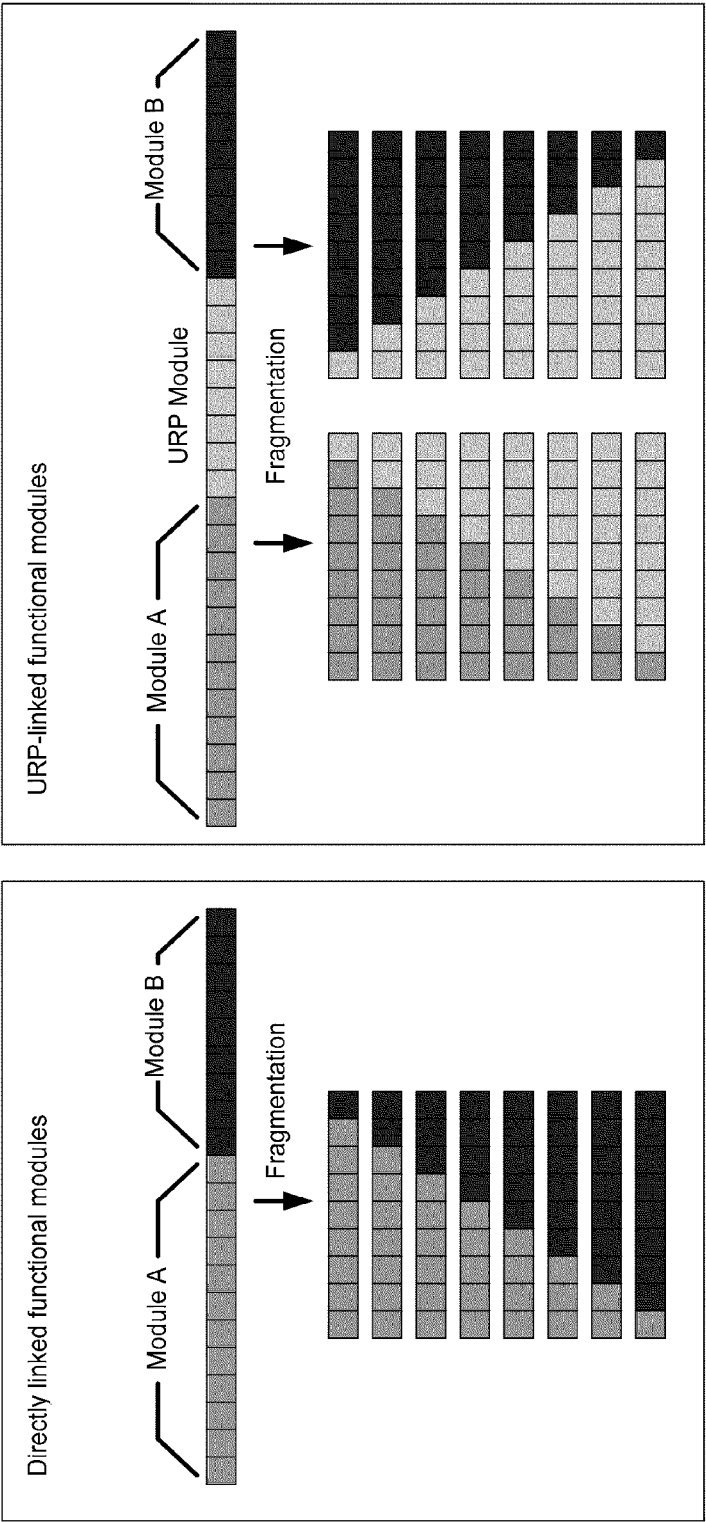 Directly linked functional modules
Module A
Module B
Fragmentation
URP-linked functional modules
Module A
URP Module
Module B
Fragmentation